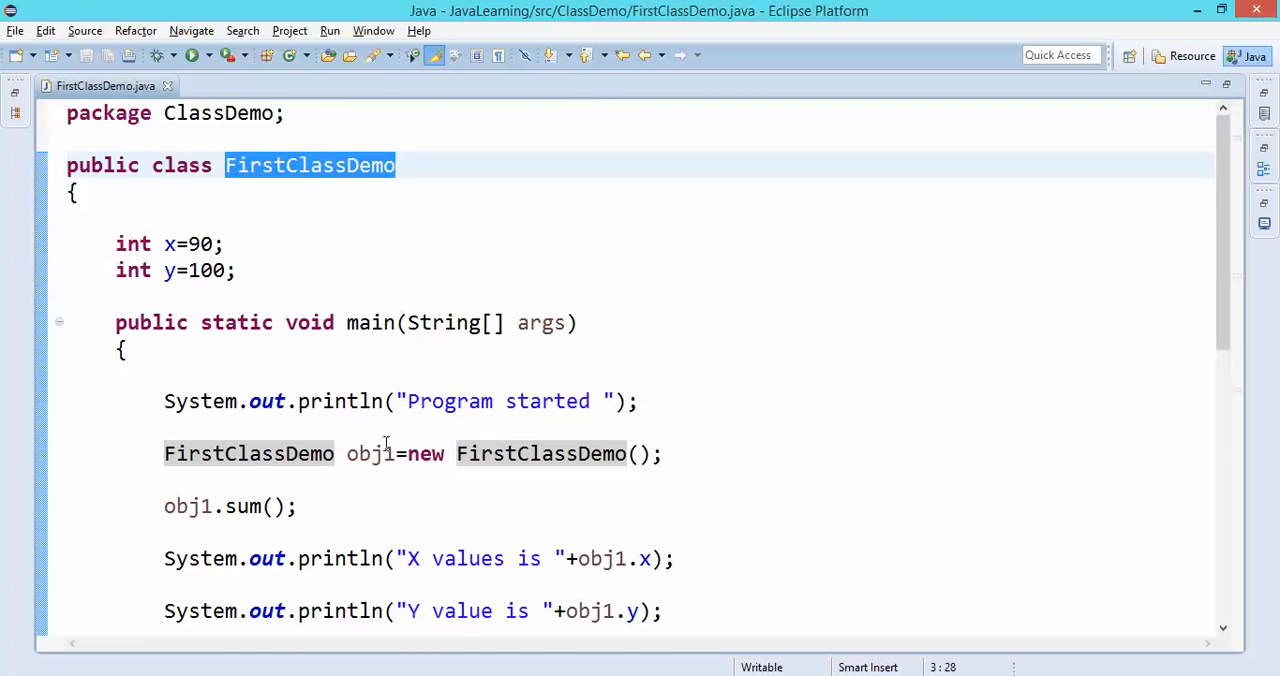 Java - JavaLearning/src/ClassDemo/FirstClassDemo.java - Eclipse Platform
File Edit Source Refactor Navigate Search Project Run Window Help
Quick Access Resource Java
FirstClassDemo.java
package ClassDemo;
public class FirstClassDemo
{
int x=90;
int y=100;
public static void main(String[] args)
{
System.out.println("Program started ");
FirstClassDemo obj1=new FirstClassDemo();
obj1.sum();
System.out.println("X values is "+obj1.x);
System.out.println("Y value is "+obj1.y);
Writable Smart Insert 3 : 28